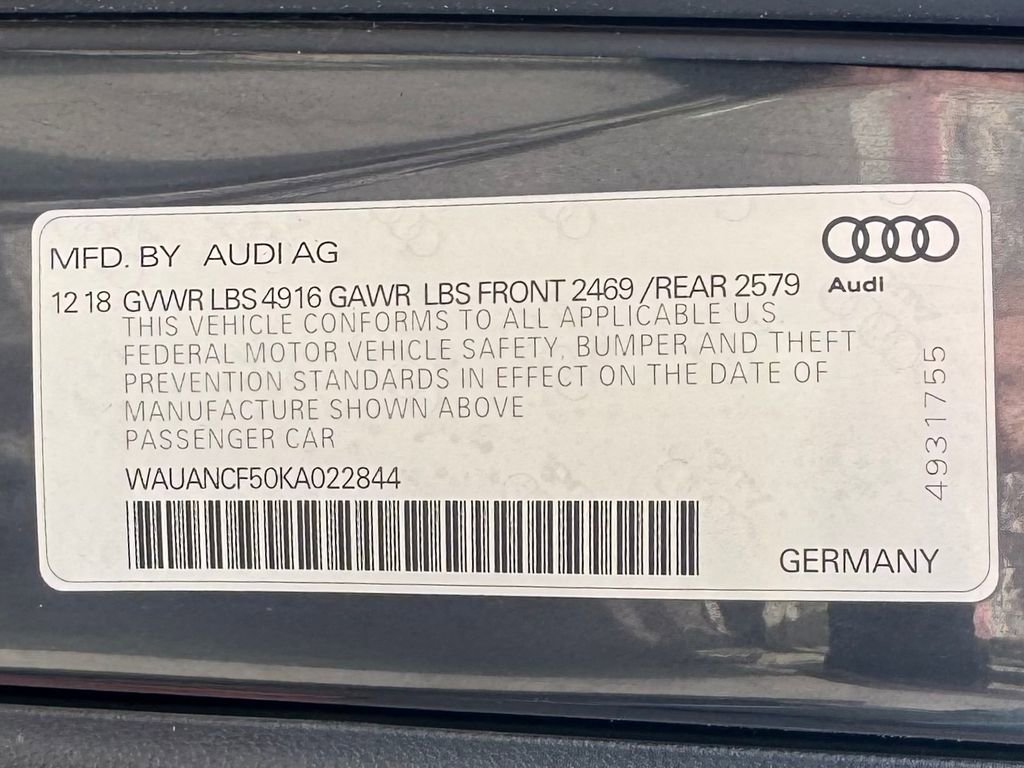 MFD. BY AUDI AG
Audi
12 18 GVWR LBS 4916 GAWR LBS FRONT 2469 /REAR 2579
THIS VEHICLE CONFORMS TO ALL APPLICABLE U.S.
FEDERAL MOTOR VEHICLE SAFETY, BUMPER AND THEFT
PREVENTION STANDARDS IN EFFECT ON THE DATE OF
MANUFACTURE SHOWN ABOVE
PASSENGER CAR
WAUANCF50KA022844
4931755
GERMANY